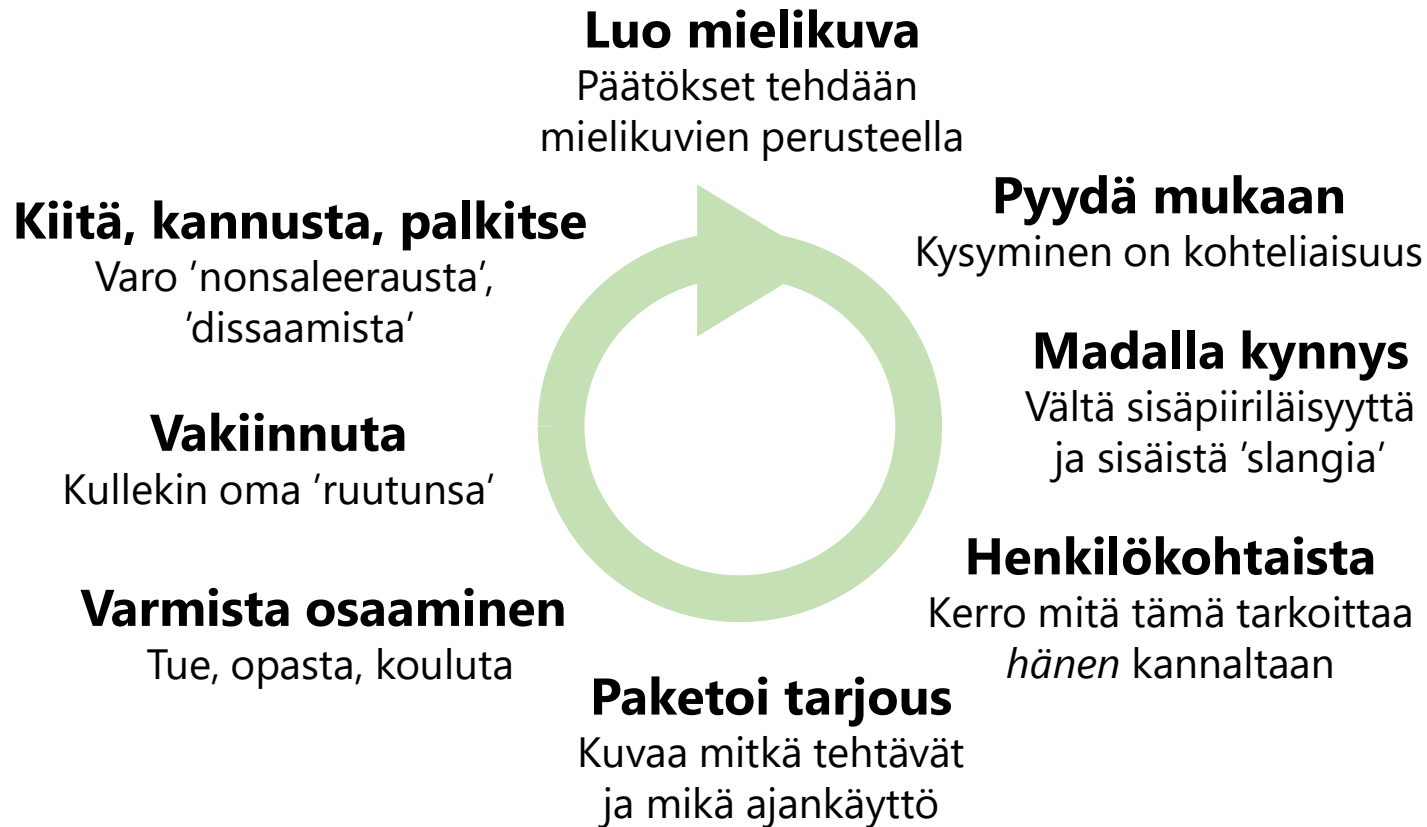 Luo mielikuva
Päätökset tehdään
mielikuvien perusteella
Pyydä mukaan
Kysyminen on kohteliaisuus
Madalla kynnys
Vältä sisäpiiriläisyyttä
ja sisäistä ’slangia’
Henkilökohtaista
Kerro mitä tämä tarkoittaa
hänen kannaltaan
Paketoi tarjous
Kuvaa mitkä tehtävät
ja mikä ajankäyttö
Varmista osaaminen
Tue, opasta, kouluta
Vakiinnuta
Kullekin oma ’ruutunsa’
Kiitä, kannusta, palkitse
Varo ’nonsaleerausta’,
’dissaamista’